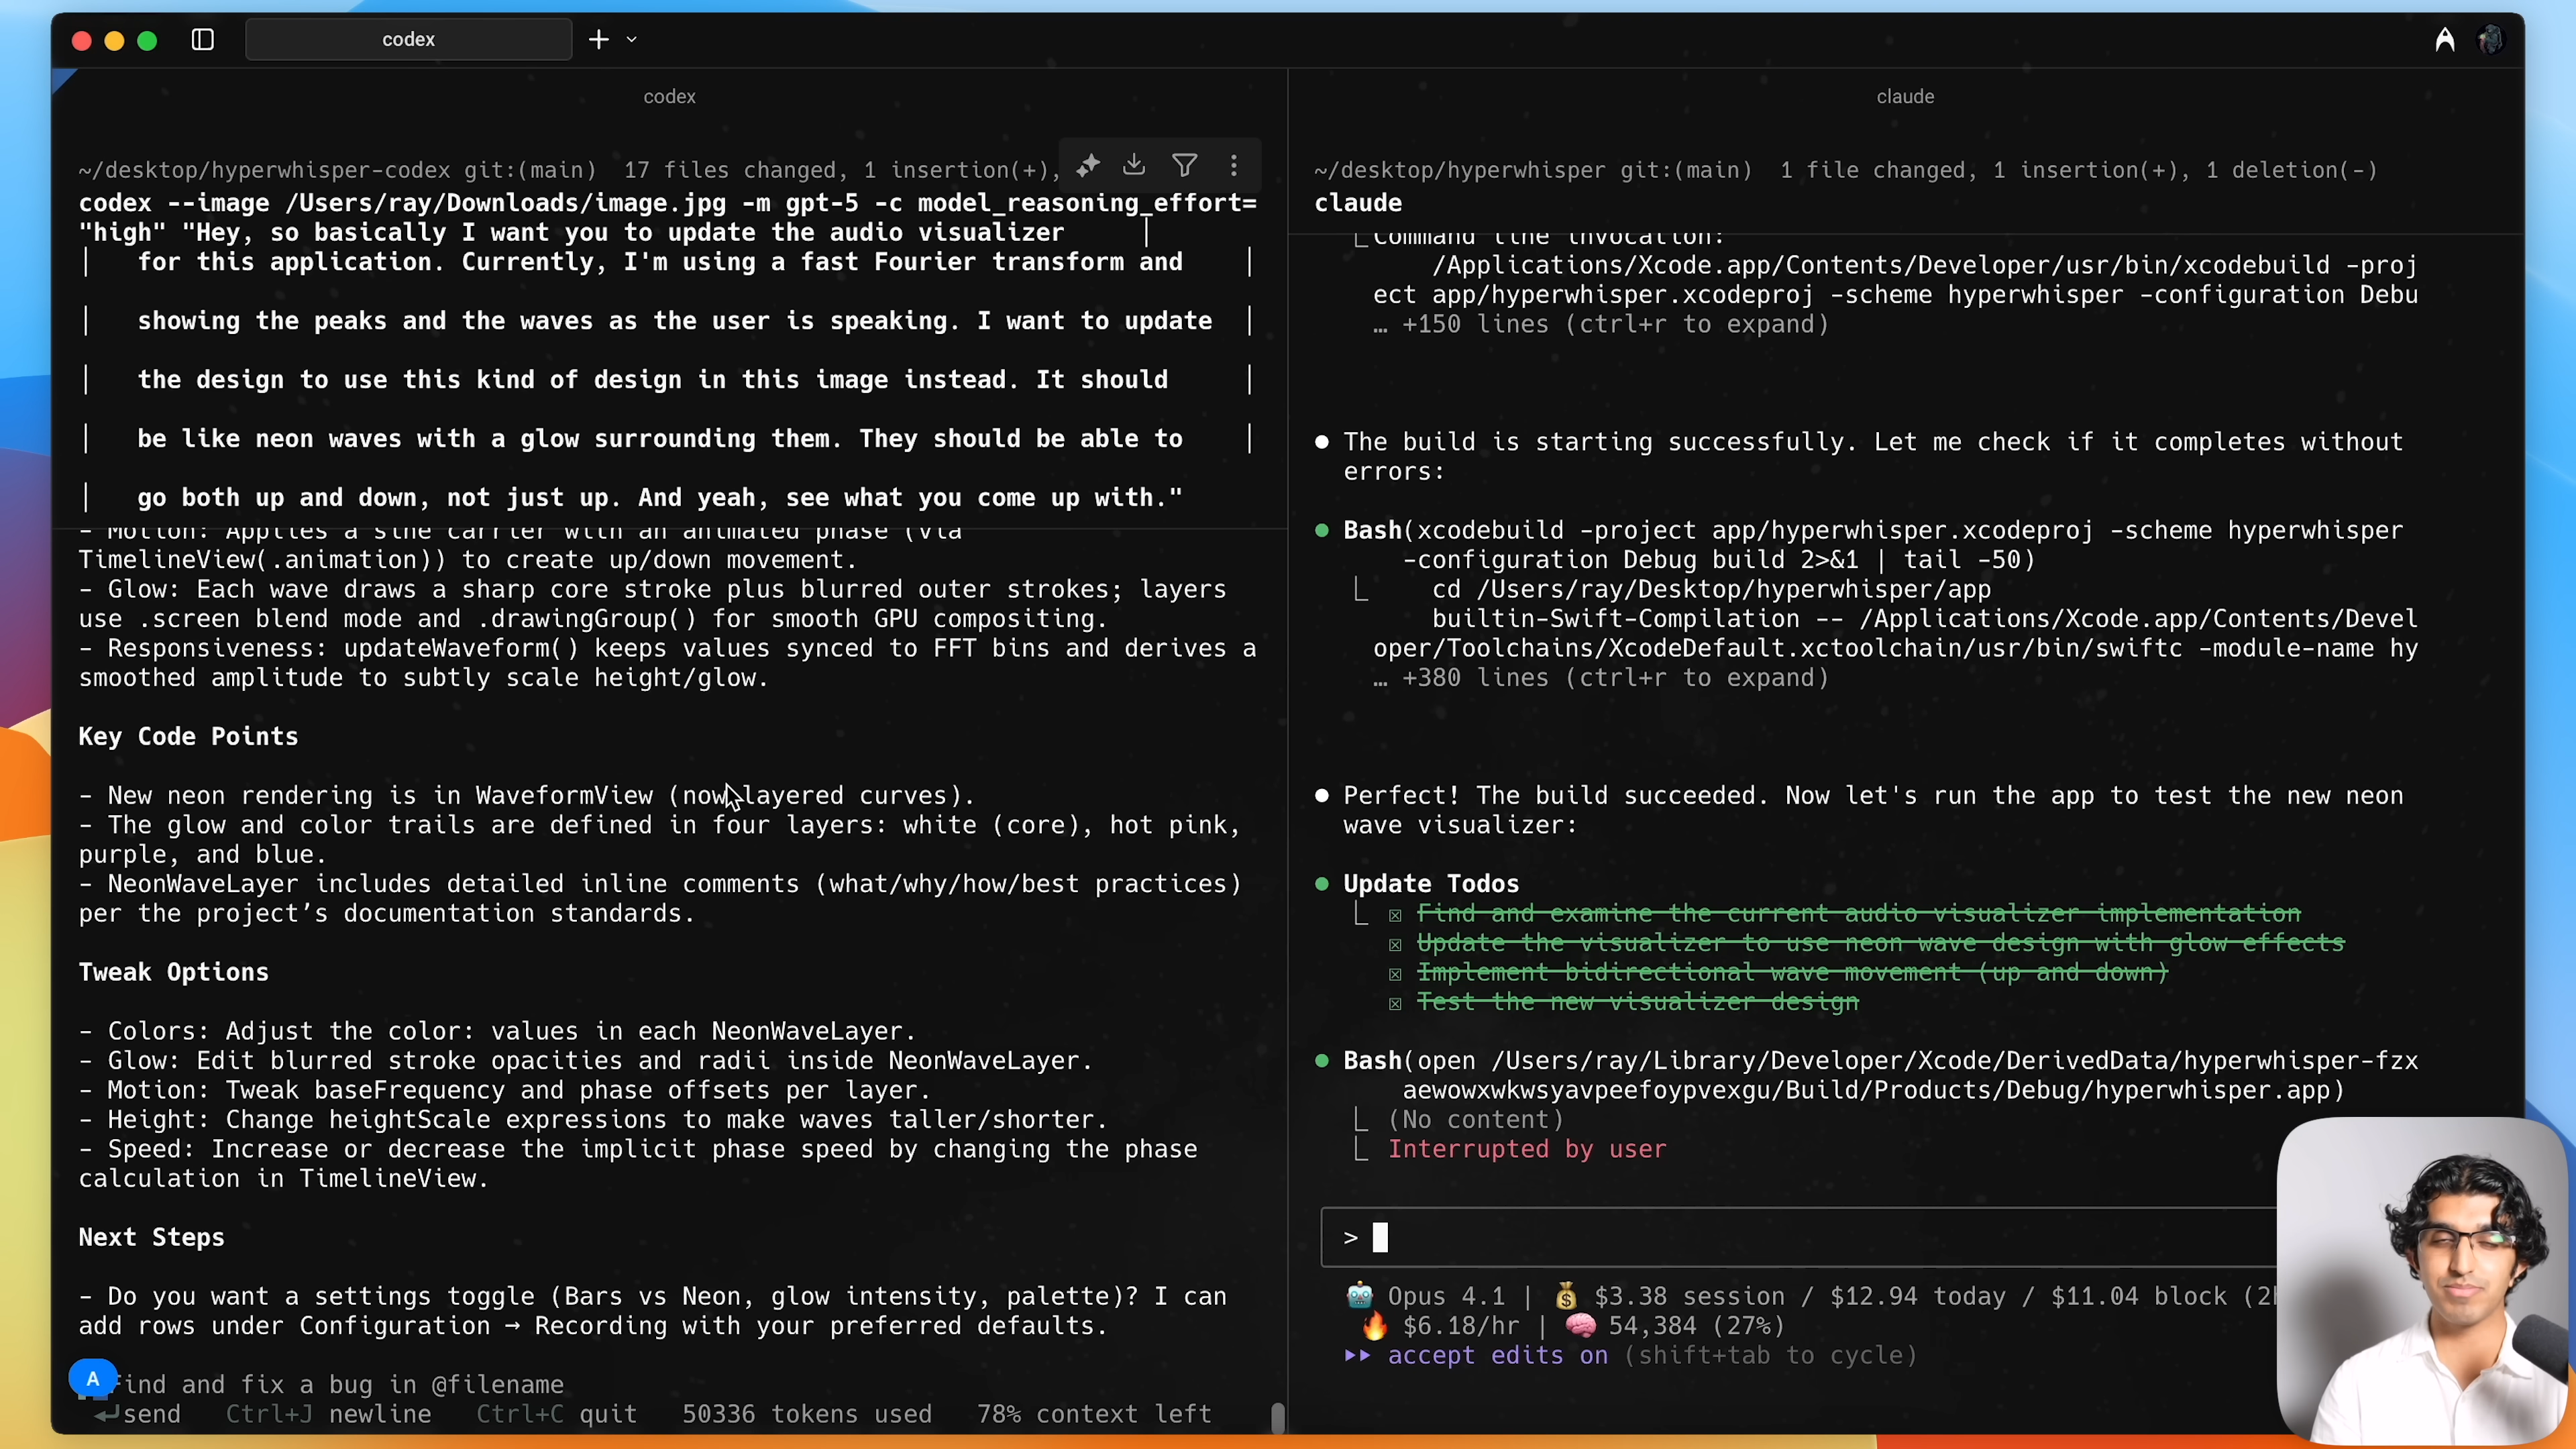 codex
codex
~/desktop/hyperwhisper-codex git:(main)  17 files changed, 1 insertion(+),
codex --image /Users/ray/Downloads/image.jpg -m gpt-5 -c model_reasoning_effort=
"high" "Hey, so basically I want you to update the audio visualizer │
│ for this application. Currently, I'm using a fast Fourier transform and │
│ showing the peaks and the waves as the user is speaking. I want to update │
│ the design to use this kind of design in this image instead. It should │
│ be like neon waves with a glow surrounding them. They should be able to │
│ go both up and down, not just up. And yeah, see what you come up with."
- Motion: Applies a sine carrier with an animated phase (via
TimelineView(.animation)) to create up/down movement.
- Glow: Each wave draws a sharp core stroke plus blurred outer strokes; layers
use .screen blend mode and .drawingGroup() for smooth GPU compositing.
- Responsiveness: updateWaveform() keeps values synced to FFT bins and derives a
smoothed amplitude to subtly scale height/glow.
Key Code Points
- New neon rendering is in WaveformView (now layered curves).
- The glow and color trails are defined in four layers: white (core), hot pink,
purple, and blue.
- NeonWaveLayer includes detailed inline comments (what/why/how/best practices)
per the project’s documentation standards.
Tweak Options
- Colors: Adjust the color: values in each NeonWaveLayer.
- Glow: Edit blurred stroke opacities and radii inside NeonWaveLayer.
- Motion: Tweak baseFrequency and phase offsets per layer.
- Height: Change heightScale expressions to make waves taller/shorter.
- Speed: Increase or decrease the implicit phase speed by changing the phase
calculation in TimelineView.
Next Steps
- Do you want a settings toggle (Bars vs Neon, glow intensity, palette)? I can
add rows under Configuration → Recording with your preferred defaults.
A
Find and fix a bug in @filename
⏎send   Ctrl+J newline   Ctrl+C quit   50336 tokens used   78% context left
claude
~/desktop/hyperwhisper git:(main)  1 file changed, 1 insertion(+), 1 deletion(-)
claude
Command line invocation:
/Applications/Xcode.app/Contents/Developer/usr/bin/xcodebuild -proj
ect app/hyperwhisper.xcodeproj -scheme hyperwhisper -configuration Debu
… +150 lines (ctrl+r to expand)
● The build is starting successfully. Let me check if it completes without
errors:
● Bash(xcodebuild -project app/hyperwhisper.xcodeproj -scheme hyperwhisper
-configuration Debug build 2>&1 | tail -50)
cd /Users/ray/Desktop/hyperwhisper/app
builtin-Swift-Compilation -- /Applications/Xcode.app/Contents/Devel
oper/Toolchains/XcodeDefault.xctoolchain/usr/bin/swiftc -module-name hy
… +380 lines (ctrl+r to expand)
● Perfect! The build succeeded. Now let's run the app to test the new neon
wave visualizer:
● Update Todos
☒ Find and examine the current audio visualizer implementation
☒ Update the visualizer to use neon wave design with glow effects
☒ Implement bidirectional wave movement (up and down)
☒ Test the new visualizer design
● Bash(open /Users/ray/Library/Developer/Xcode/DerivedData/hyperwhisper-fzx
aewowxwkwsyavpeefoypvexgu/Build/Products/Debug/hyperwhisper.app)
(No content)
Interrupted by user
>
🤖 Opus 4.1 | 💰 $3.38 session / $12.94 today / $11.04 block (2h
🔥 $6.18/hr | 🧠 54,384 (27%)
⏵⏵ accept edits on (shift+tab to cycle)